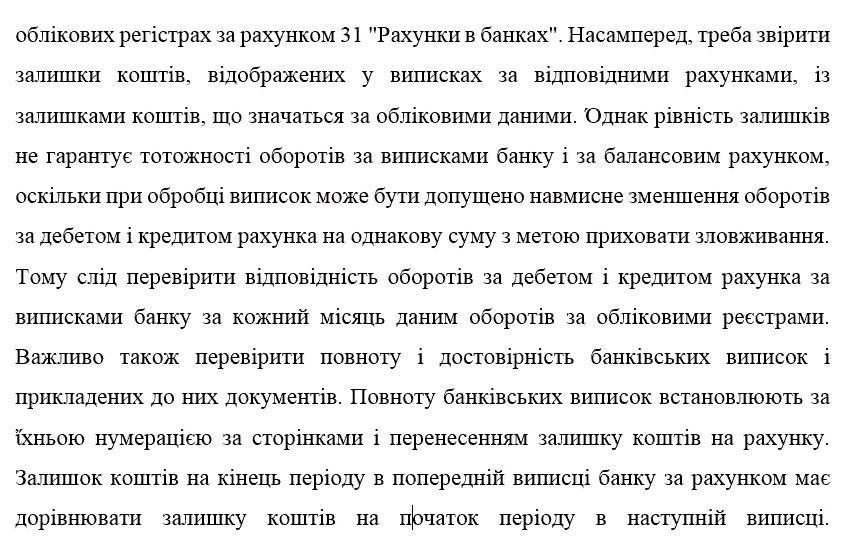 облікових регістрах за рахунком 31 "Рахунки в банках". Насамперед, треба звірити
залишки коштів, відображених у виписках за відповідними рахунками, із
залишками коштів, що значаться за обліковими даними. Однак рівність залишків
не гарантує тотожності оборотів за виписками банку і за балансовим рахунком,
оскільки при обробці виписок може бути допущено навмисне зменшення оборотів
за дебетом і кредитом рахунка на однакову суму з метою приховати зловживання.
Тому слід перевірити відповідність оборотів за дебетом і кредитом рахунка за
виписками банку за кожний місяць даним оборотів за обліковими реєстрами.
Важливо також перевірити повноту і достовірність банківських виписок і
прикладених до них документів. Повноту банківських виписок встановлюють за
їхньою нумерацією за сторінками і перенесенням залишку коштів на рахунку.
Залишок коштів на кінець періоду в попередній виписці банку за рахунком має
дорівнювати залишку коштів на початок періоду в наступній виписці.